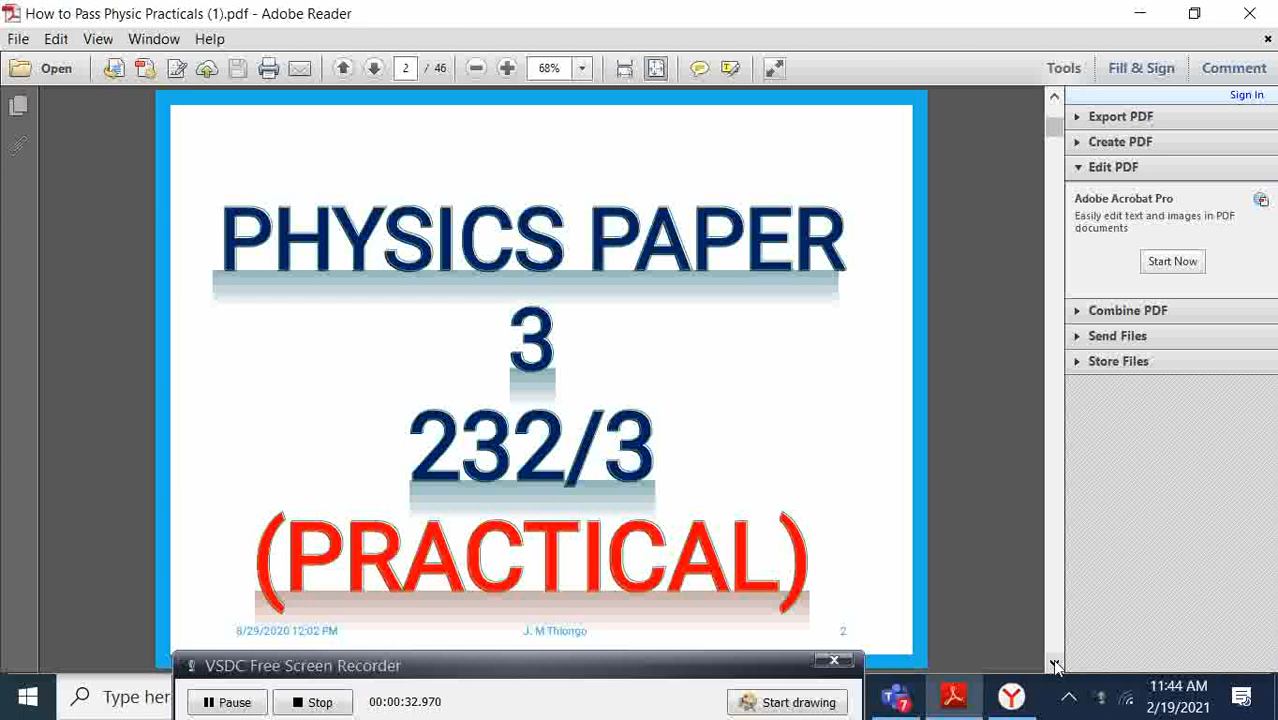 How to Pass Physic Practicals (1).pdf - Adobe Reader
File Edit View Window Help
Open 2 / 46 68% Tools Fill & Sign Comment
Sign In
Export PDF
Create PDF
Edit PDF
Adobe Acrobat Pro
Easily edit text and images in PDF
documents
Start Now
Combine PDF
Send Files
Store Files
PHYSICS PAPER
3
232/3
(PRACTICAL)
8/29/2020 12:02 PM J. M Thiongo 2
VSDC Free Screen Recorder
Pause Stop 00:00:32.970 Start drawing
Type her
7
11:44 AM
2/19/2021